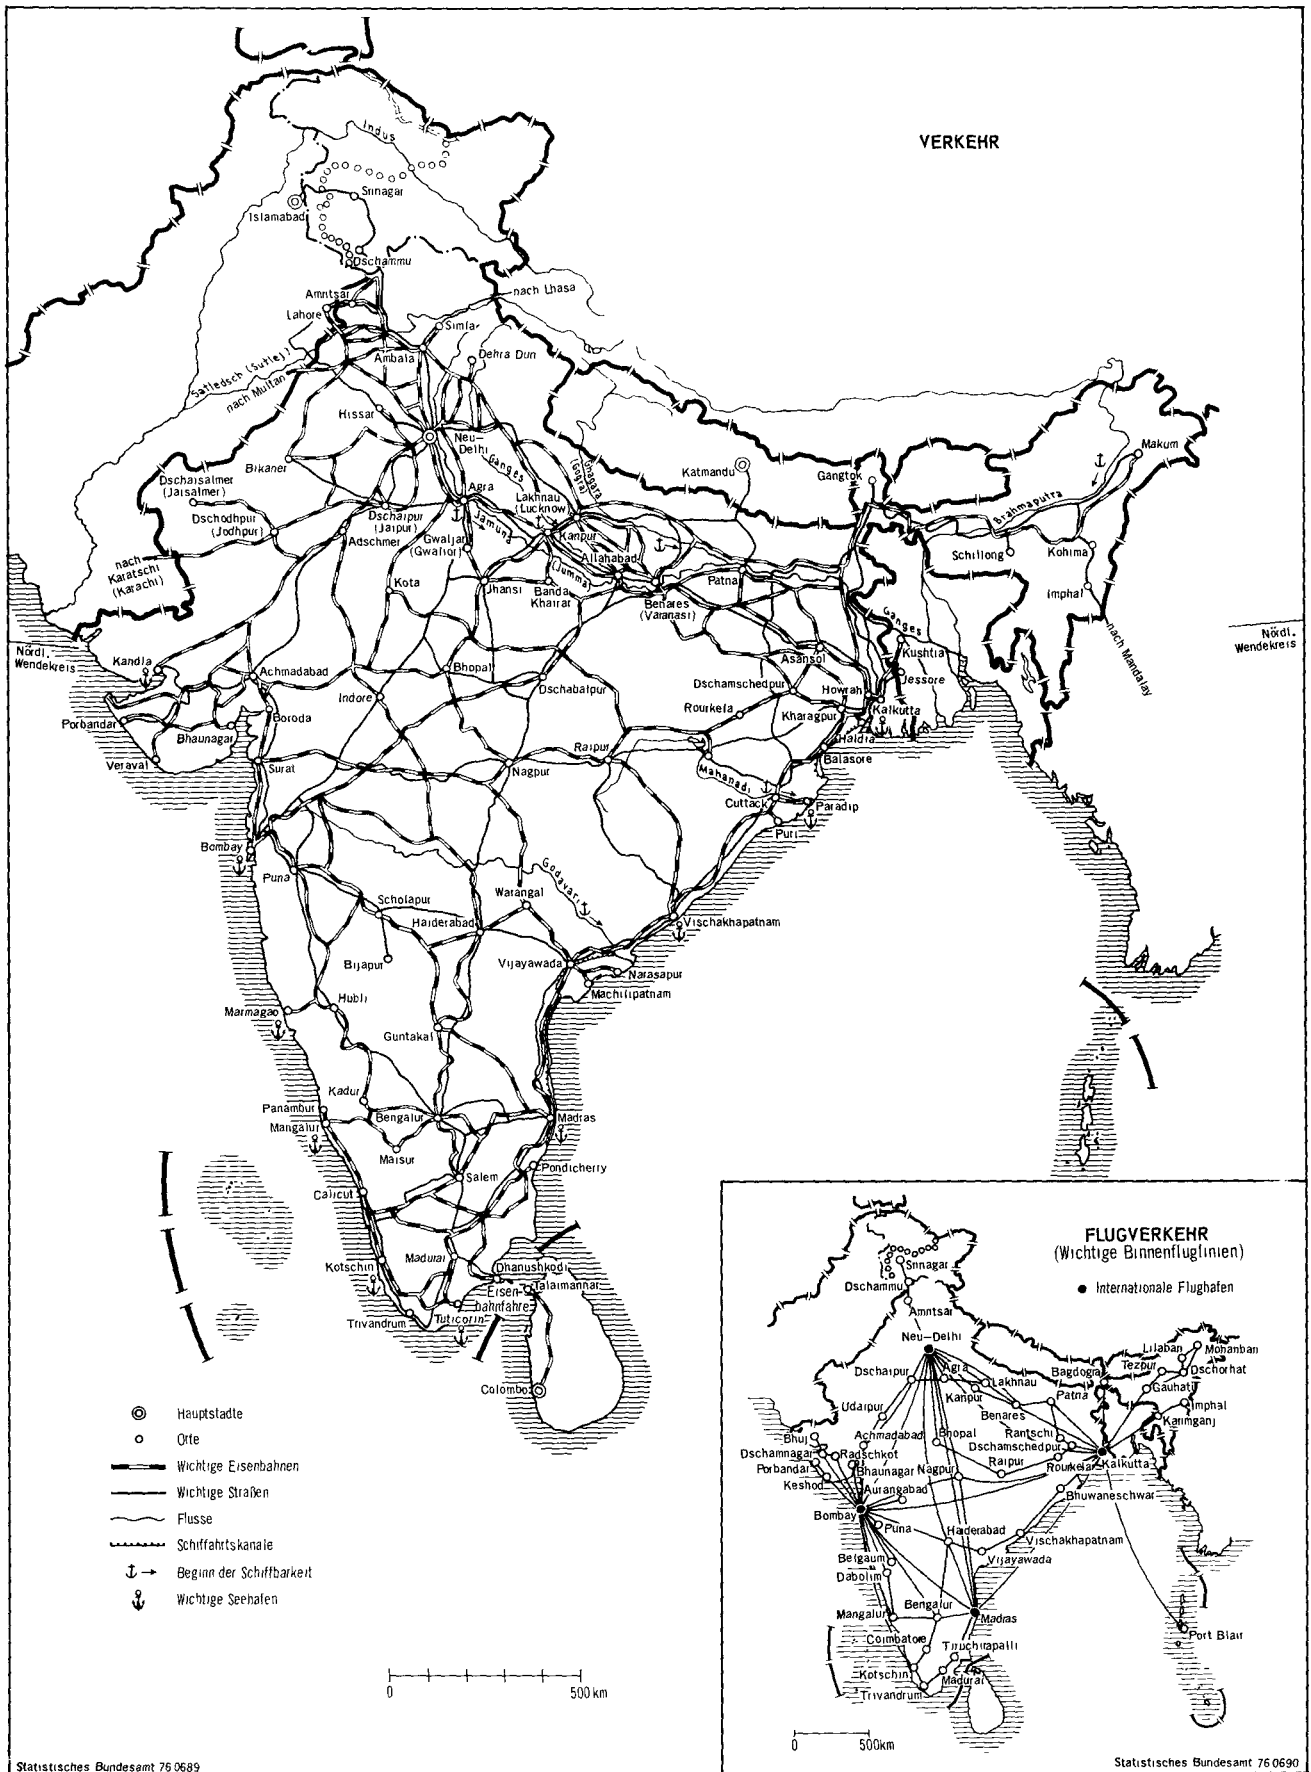 VERKEHR
Indus
Srinagar
Islamabad
Dschammu
Amritsar
nach Lhasa
Lahore
Simla
Satledsch (Sutlej)
Ambala
Dehra Dun
nach Multan
Hissar
Neu-
Delhi
Ganges
Ghagara
(Gogra)
Bikaner
Katmandu
Gangtok
Makum
Dschaisalmer
(Jaisalmer)
Agra
Lakhnau
(Lucknow)
Brahmaputra
Dschodhpur
(Jodhpur)
Dschaipur
(Jaipur)
Adschmer
Jamuna
Gwaljar
(Gwalior)
Kanpur
Allahabad
(Jumma)
Schillong
Kohima
nach
Karatschi
(Karachi)
Kota
Jhansi
Banda
Khairar
Benares
(Varanasi)
Patna
Imphal
Ganges
nach Mandalay
Nördl.
Wendekreis
Nördl.
Wendekreis
Kandla
Achmadabad
Bhopal
Asansol
Kushtia
Jessore
Indore
Dschabalpur
Dschamschedpur
Howrah
Rourkela
Kharagpur
Kalkutta
Porbandar
Boroda
Bhaunagar
Haldia
Balasore
Veraval
Surat
Nagpur
Raipur
Mahanadi
Cuttack
Paradip
Puri
Bombay
Puna
Godavari
Scholapur
Warangal
Haiderabad
Vischakhapatnam
Bijapur
Vijayawada
Narasapur
Machilipatnam
Marmagao
Hubli
Guntakal
Kadur
Panambur
Mangalur
Bengalur
Madras
Maisur
Salem
Pondicherry
Calicut
Madurai
Kotschin
Dhanushkodi
Talaimannar
Eisen-
bahnfähre
Trivandrum
Tuticorin
Colombo
Hauptstädte
Orte
Wichtige Eisenbahnen
Wichtige Straßen
Flüsse
Schiffahrtskanäle
Beginn der Schiffbarkeit
Wichtige Seehäfen
0 500 km
Statistisches Bundesamt 76 0689
FLUGVERKEHR
(Wichtige Binnenfluglinien)
Internationale Flughäfen
Srinagar
Dschammu
Amritsar
Neu-Delhi
Lilaban
Mohanban
Tezpur
Dschorhat
Bagdogra
Gauhati
Dschaipur
Agra
Lakhnau
Kanpur
Patna
Imphal
Karimganj
Udaipur
Benares
Bhuj
Achmadabad
Bhopal
Rantschi
Dschamschedpur
Dschamnagar
Radschkot
Raipur
Rourkela
Kalkutta
Porbandar
Bhaunagar
Nagpur
Keshod
Aurangabad
Bhuwaneschwar
Bombay
Puna
Haiderabad
Vischakhapatnam
Vijayawada
Belgaum
Dabolim
Mangalur
Bengalur
Madras
Coimbatore
Tiruchirapalli
Port Blair
Kotschin
Madurai
Trivandrum
0 500km
Statistisches Bundesamt 76 0690